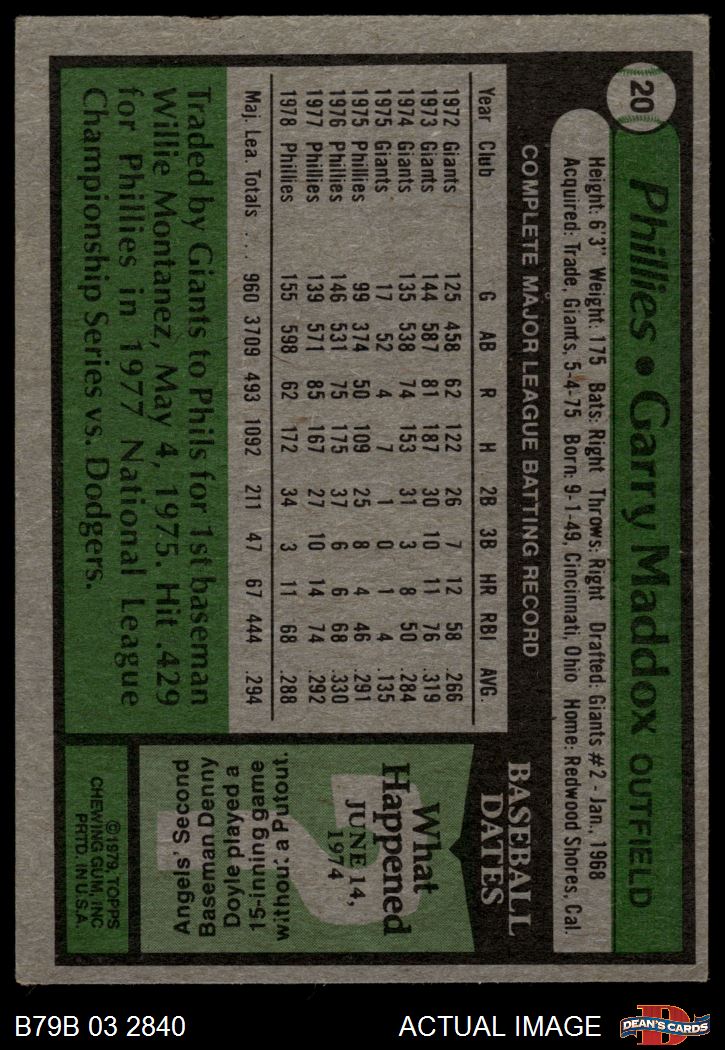 20
Phillies • Garry Maddox OUTFIELD
Height: 6'3" Weight: 175 Bats: Right Throws: Right Drafted: Giants #2 - Jan., 1968
Acquired: Trade, Giants, 5-4-75 Born: 9-1-49, Cincinnati, Ohio Home: Redwood Shores, Cal.
COMPLETE MAJOR LEAGUE BATTING RECORD
Year Club G AB R H 2B 3B HR RBI AVG.
1972 Giants 125 458 62 122 26 7 12 58 .266
1973 Giants 144 587 81 187 30 10 11 76 .319
1974 Giants 135 538 74 153 31 3 8 50 .284
1975 Giants 17 52 4 7 1 0 1 4 .135
1975 Phillies 99 374 50 109 25 8 4 46 .291
1976 Phillies 146 531 75 175 37 6 6 68 .330
1977 Phillies 139 571 85 167 27 10 14 74 .292
1978 Phillies 155 598 62 172 34 3 11 68 .288
Maj. Lea. Totals . . . 960 3709 493 1092 211 47 67 444 .294
Traded by Giants to Phils for 1st baseman
Willie Montanez, May 4, 1975. Hit .429
for Phillies in 1977 National League
Championship Series vs. Dodgers.
BASEBALL
DATES
What
Happened
JUNE 14,
1974
?
Angels' Second
Baseman Denny
Doyle played a
15-inning game
without a Putout.
©1979, TOPPS
CHEWING GUM, INC
PRTD. IN U.S.A.
B79B 03 2840
ACTUAL IMAGE
D
DEAN'S CARDS